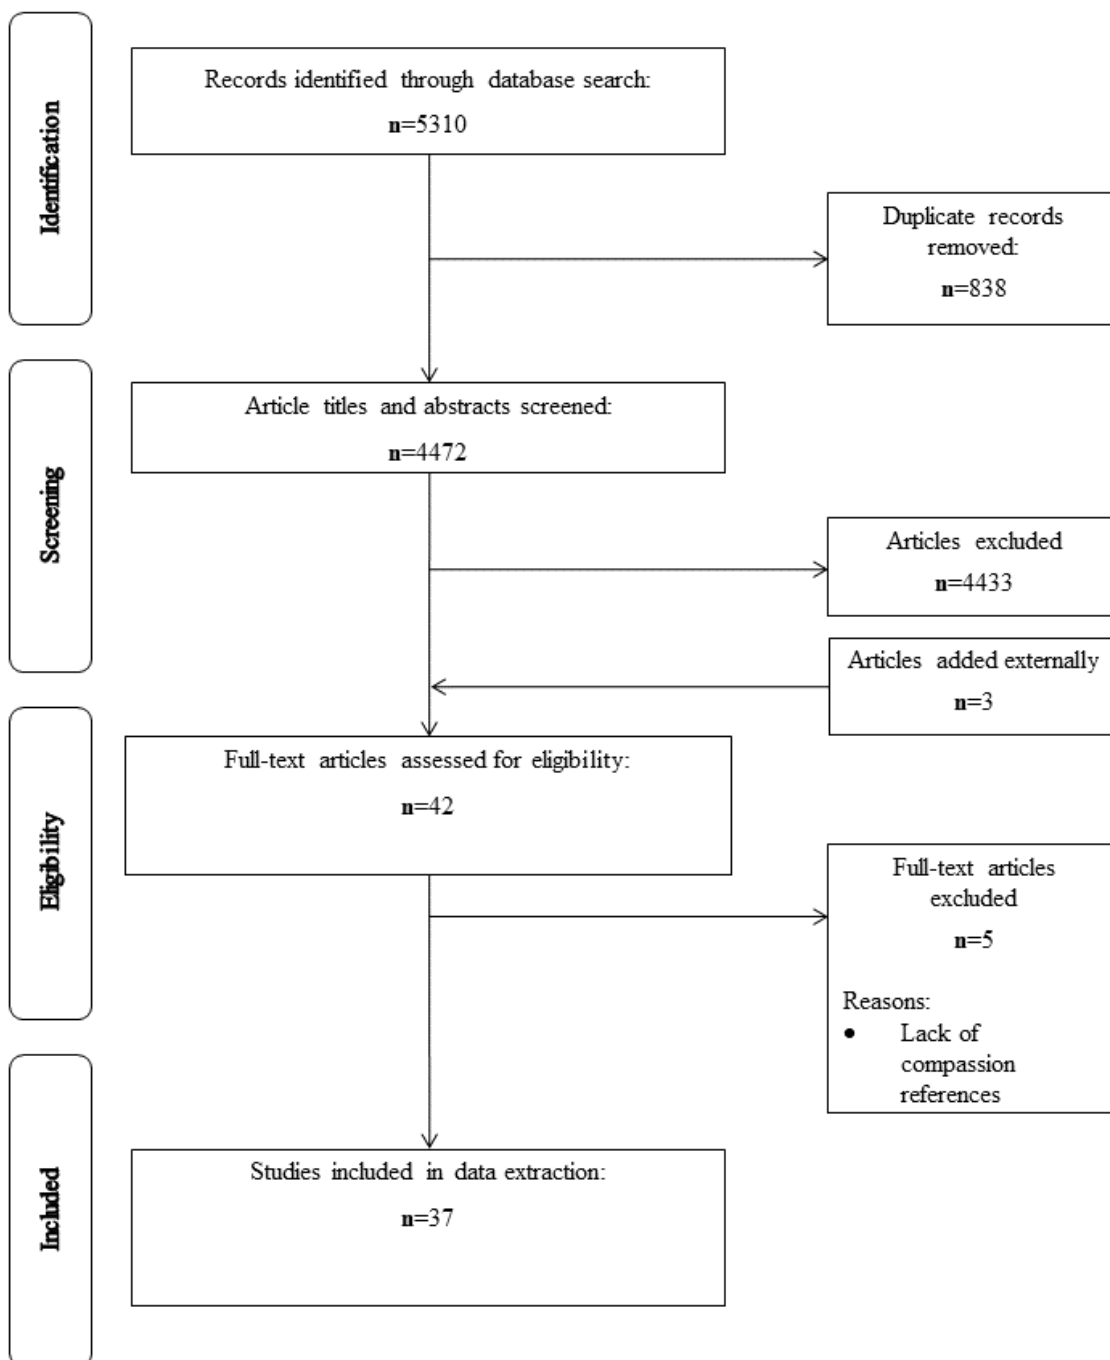 Identification
Records identified through database search:
n=5310
Duplicate records
removed:
n=838
Screening
Article titles and abstracts screened:
n=4472
Articles excluded
n=4433
Articles added externally
n=3
Eligibility
Full-text articles assessed for eligibility:
n=42
Full-text articles
excluded
n=5
Reasons:
• Lack of
compassion
references
Included
Studies included in data extraction:
n=37